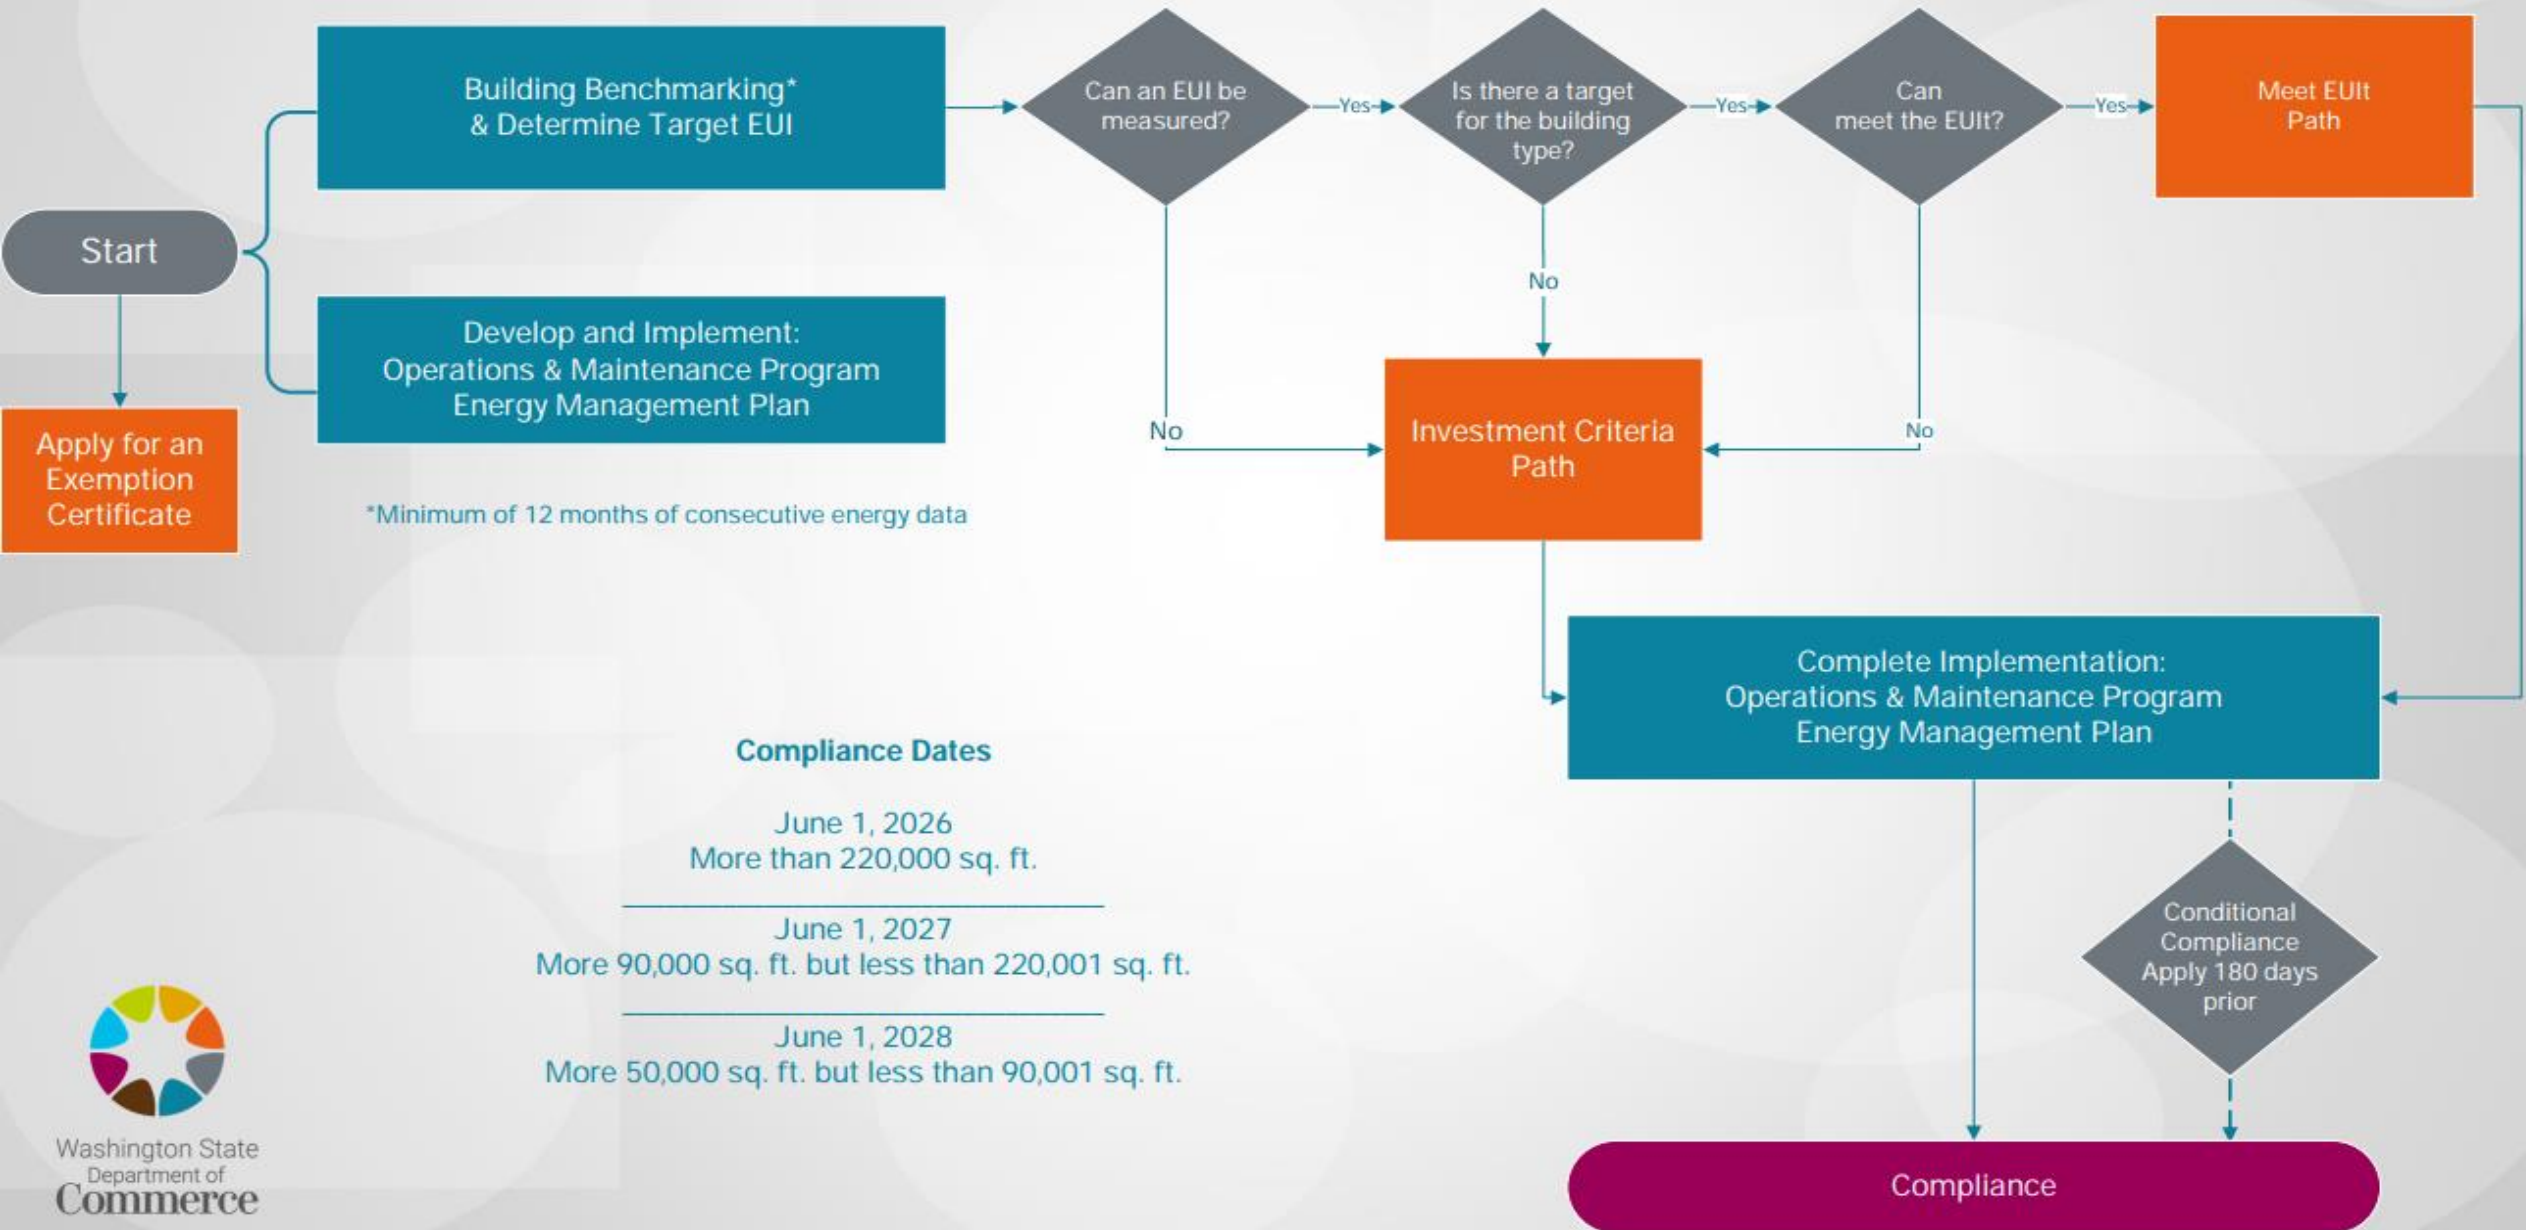 Building Benchmarking*
& Determine Target EUI
Can an EUI be
measured?
Yes
Is there a target
for the building
type?
Yes
Can
meet the EUIt?
Yes
Meet EUIt
Path
Start
Develop and Implement:
Operations & Maintenance Program
Energy Management Plan
Apply for an
Exemption
Certificate
*Minimum of 12 months of consecutive energy data
No
No
No
Investment Criteria
Path
Complete Implementation:
Operations & Maintenance Program
Energy Management Plan
Compliance Dates
June 1, 2026
More than 220,000 sq. ft.
June 1, 2027
More 90,000 sq. ft. but less than 220,001 sq. ft.
June 1, 2028
More 50,000 sq. ft. but less than 90,001 sq. ft.
Conditional
Compliance
Apply 180 days
prior
Compliance
Washington State
Department of
Commerce